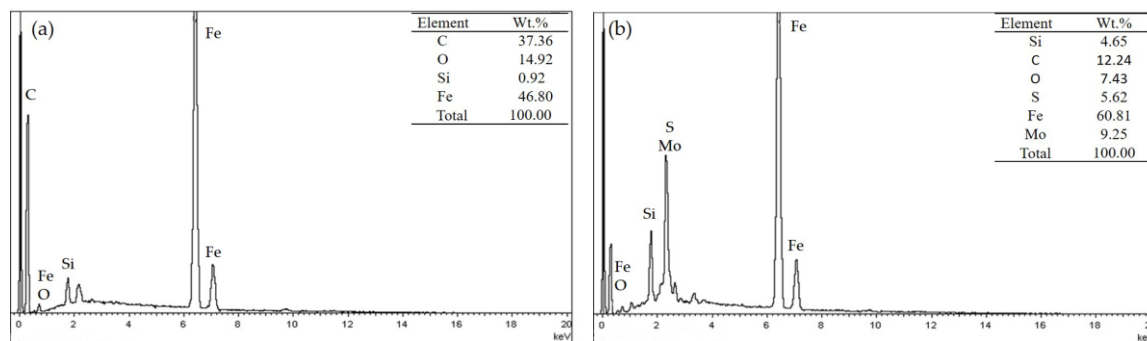 (a)
Fe
Element Wt.%
C 37.36
O 14.92
Si 0.92
Fe 46.80
Total 100.00
C
Fe
O
Si
Fe
0 2 4 6 8 10 12 14 16 18 20
keV
(b)
Fe
Element Wt.%
Si 4.65
C 12.24
O 7.43
S 5.62
Fe 60.81
Mo 9.25
Total 100.00
S
Mo
Si
Fe
O
Fe
0 2 4 6 8 10 12 14 16 18